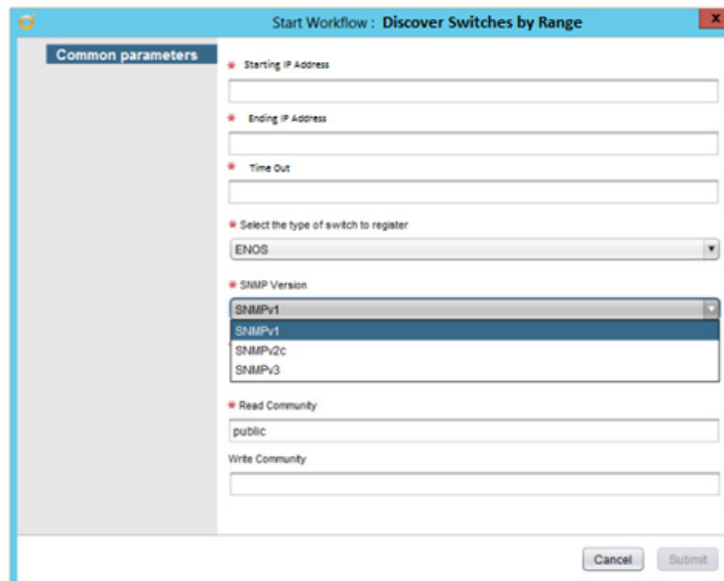 Start Workflow : Discover Switches by Range
x
Common parameters
* Starting IP Address
* Ending IP Address
* Time Out
* Select the type of switch to register
ENOS
* SNMP Version
SNMPv1
SNMPv1
SNMPv2c
SNMPv3
* Read Community
public
Write Community
Cancel Submit